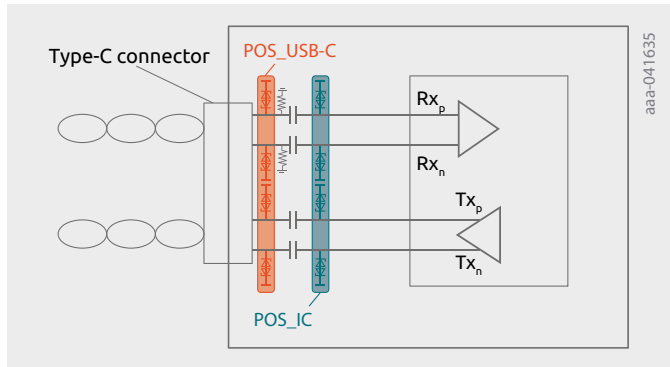 Type-C connector
POS_USB-C
aaa-041635
Rxp
Rxn
Txp
Txn
POS_IC